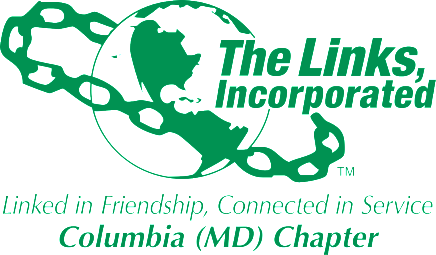 The Links,
Incorporated
TM
Linked in Friendship, Connected in Service
Columbia (MD) Chapter